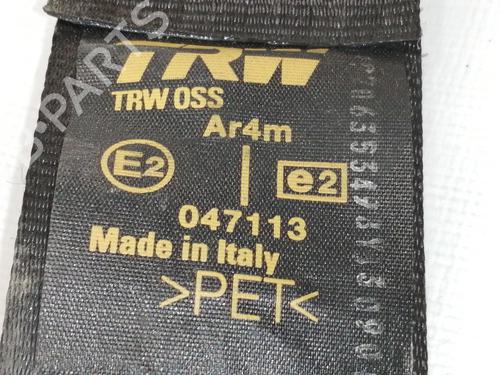 TRW
TRW OSS
Ar4m
E2
e2
047113
Made in Italy
>PET<